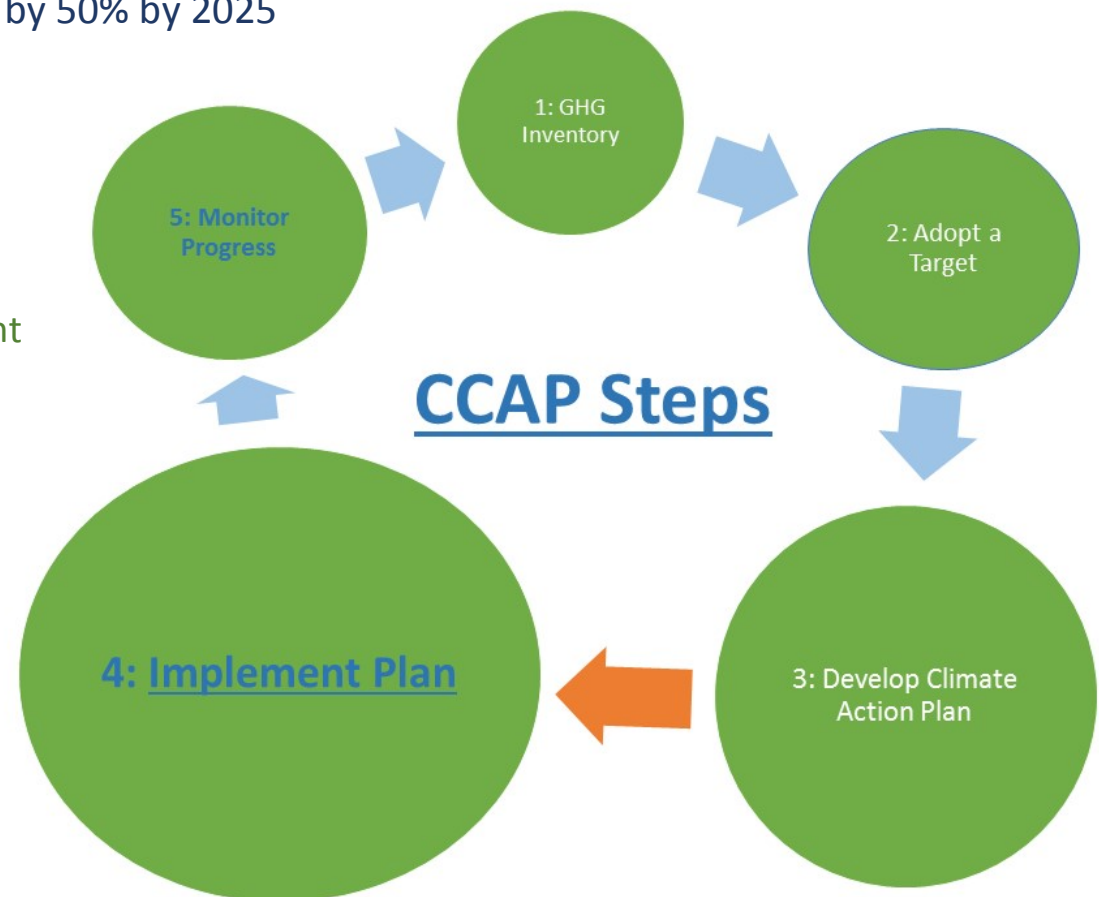 by 50% by 2025
1: GHG
Inventory
2: Adopt a
Target
5: Monitor
Progress
nt
CCAP Steps
3: Develop Climate
Action Plan
4: Implement Plan